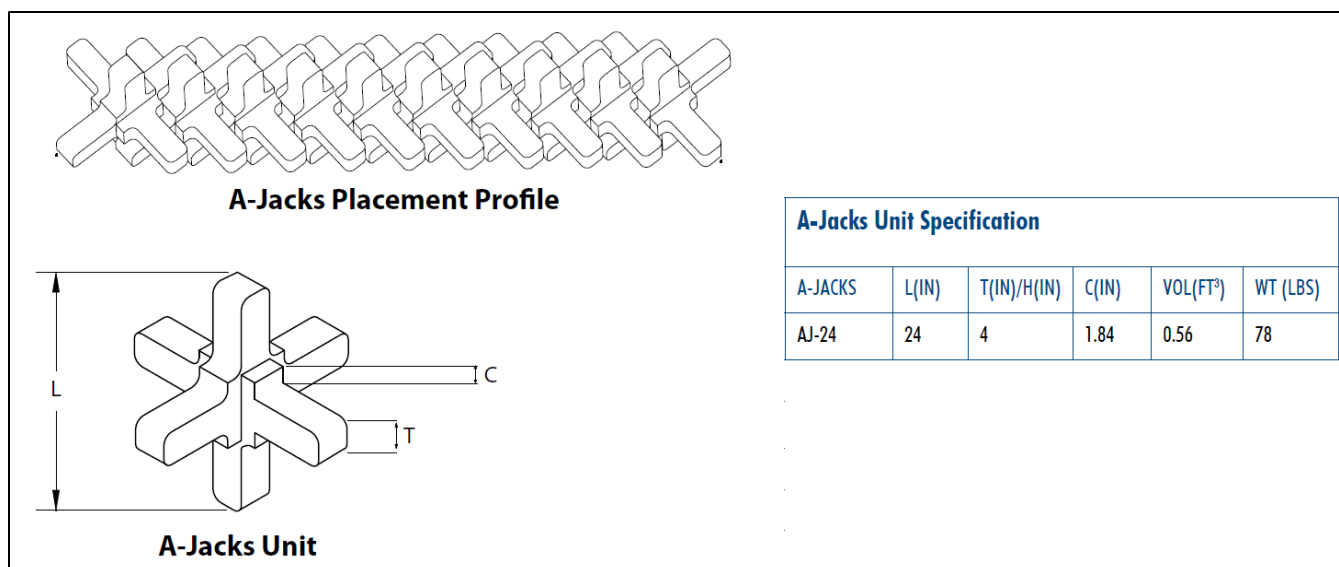 A-Jacks Placement Profile
A-Jacks Unit Specification
A-JACKS L(IN) T(IN)/H(IN) C(IN) VOL(FT³) WT (LBS)
AJ-24 24 4 1.84 0.56 78
L
C
T
A-Jacks Unit